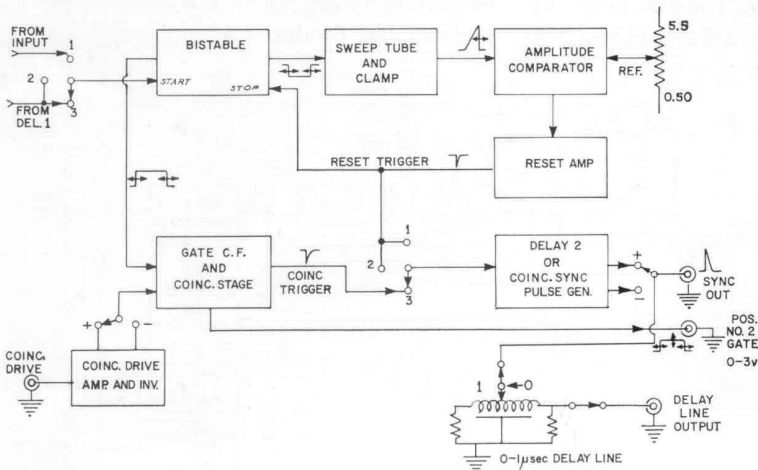 FROM
INPUT
1
2
FROM
DEL. 1
3
BISTABLE
START
STOP
SWEEP TUBE
AND
CLAMP
AMPLITUDE
COMPARATOR
REF.
5.5
0.50
RESET TRIGGER
RESET AMP
GATE C.F.
AND
COINC. STAGE
COINC
TRIGGER
1
2
3
DELAY 2
OR
COINC. SYNC
PULSE GEN.
+
-
SYNC
OUT
POS.
NO. 2
GATE
0-3v
+
-
COINC.
DRIVE
COINC. DRIVE
AMP. AND INV.
1
0
DELAY
LINE
OUTPUT
0-1µsec DELAY LINE